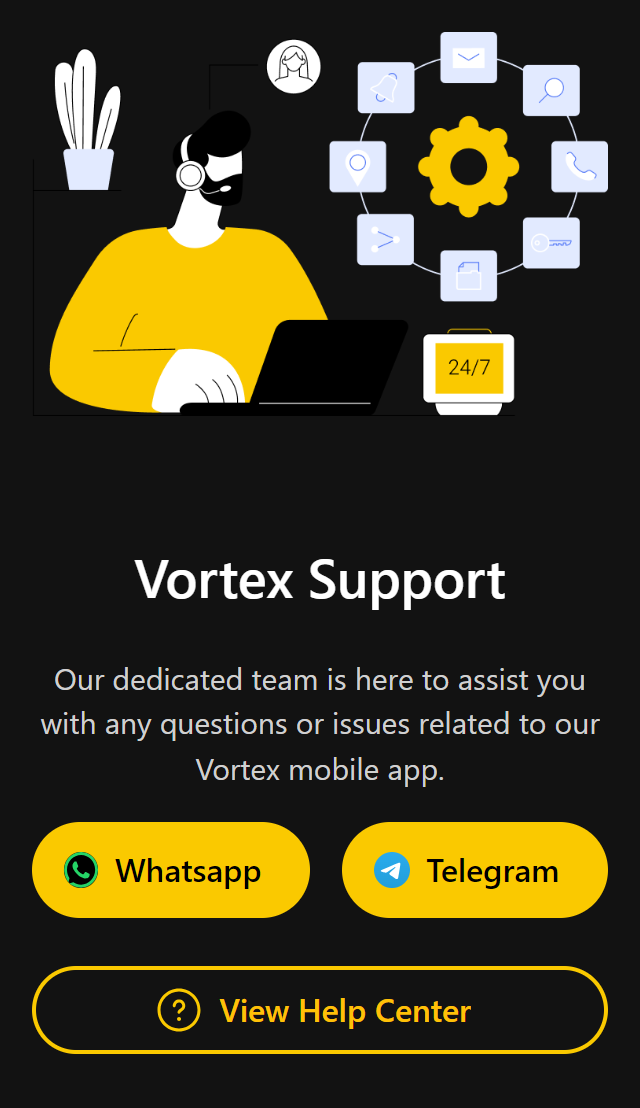 24/7
Vortex Support
Our dedicated team is here to assist you
with any questions or issues related to our
Vortex mobile app.
Whatsapp
Telegram
View Help Center